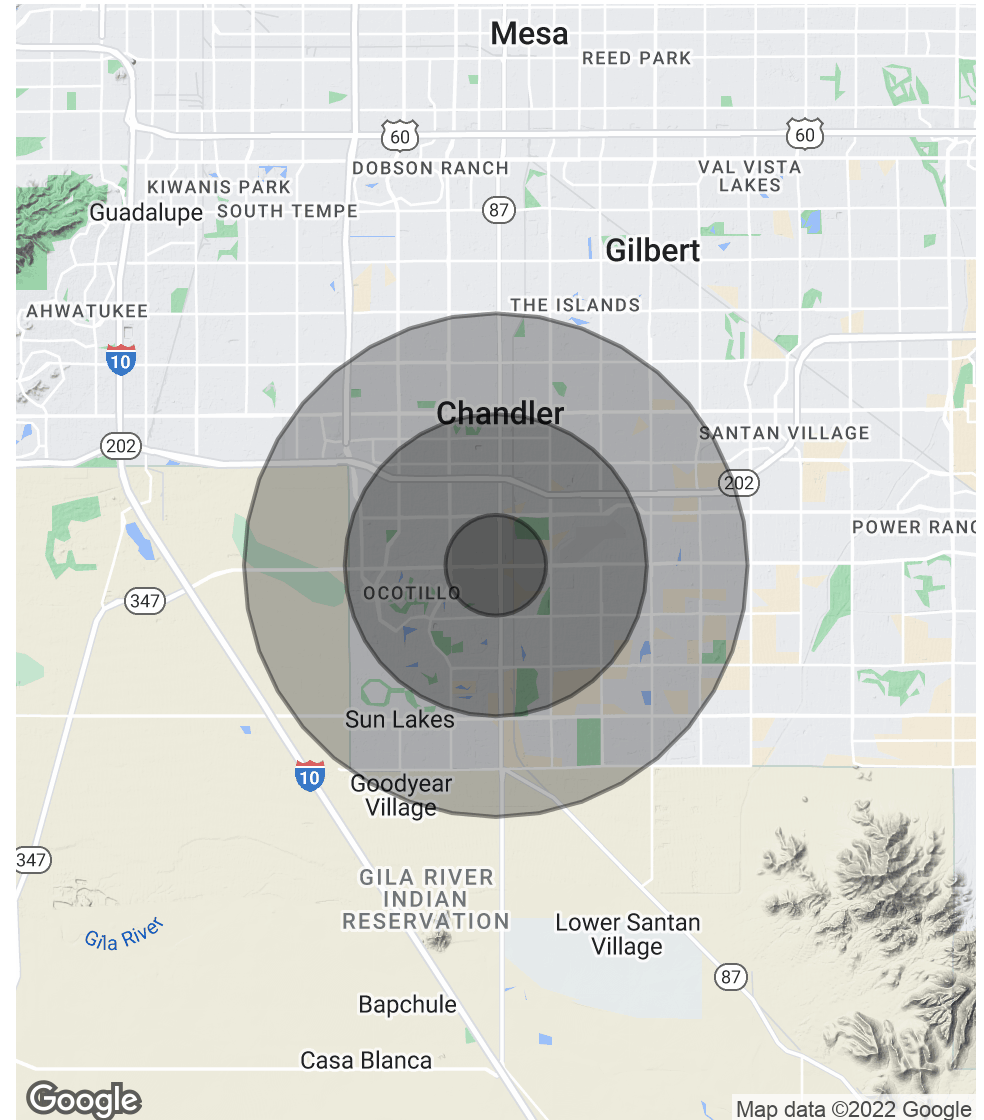 Mesa
REED PARK
60
60
DOBSON RANCH
VAL VISTA
LAKES
KIWANIS PARK
Guadalupe
SOUTH TEMPE
87
Gilbert
THE ISLANDS
AHWATUKEE
10
Chandler
SANTAN VILLAGE
202
202
POWER RANC
OCOTILLO
347
Sun Lakes
10
Goodyear
Village
347
GILA RIVER
INDIAN
RESERVATION
Gila River
Lower Santan
Village
87
Bapchule
Casa Blanca
Google
Map data ©2022 Google